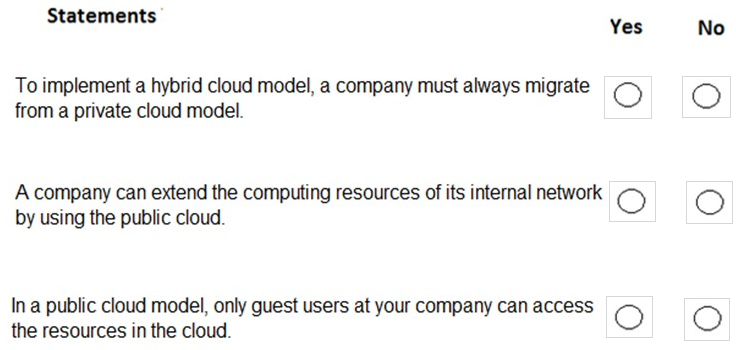 Statements
Yes No
To implement a hybrid cloud model, a company must always migrate
from a private cloud model.
A company can extend the computing resources of its internal network
by using the public cloud.
In a public cloud model, only guest users at your company can access
the resources in the cloud.